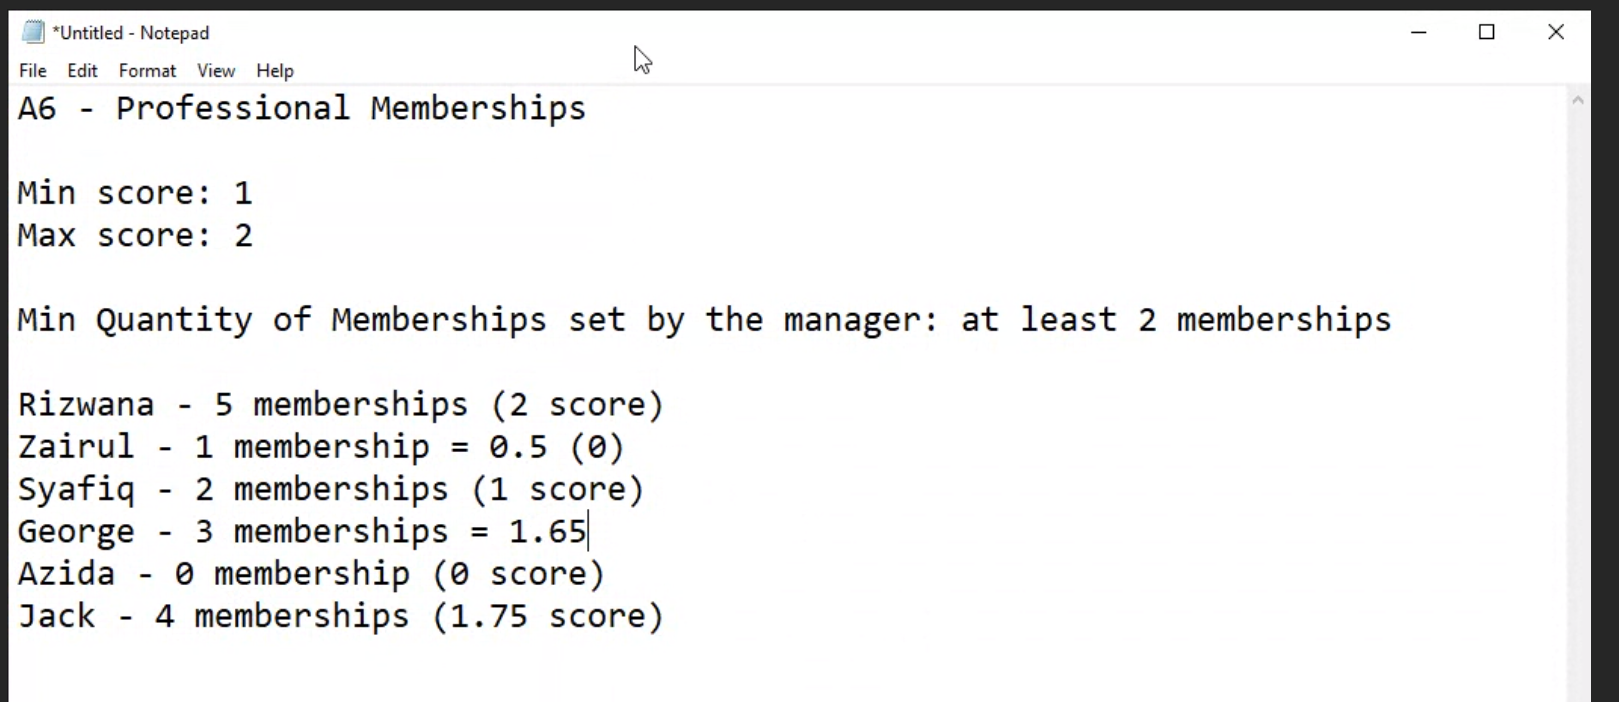 *Untitled - Notepad
File Edit Format View Help
A6 - Professional Memberships
Min score: 1
Max score: 2
Min Quantity of Memberships set by the manager: at least 2 memberships
Rizwana - 5 memberships (2 score)
Zairul - 1 membership = 0.5 (0)
Syafiq - 2 memberships (1 score)
George - 3 memberships = 1.65
Azida - 0 membership (0 score)
Jack - 4 memberships (1.75 score)